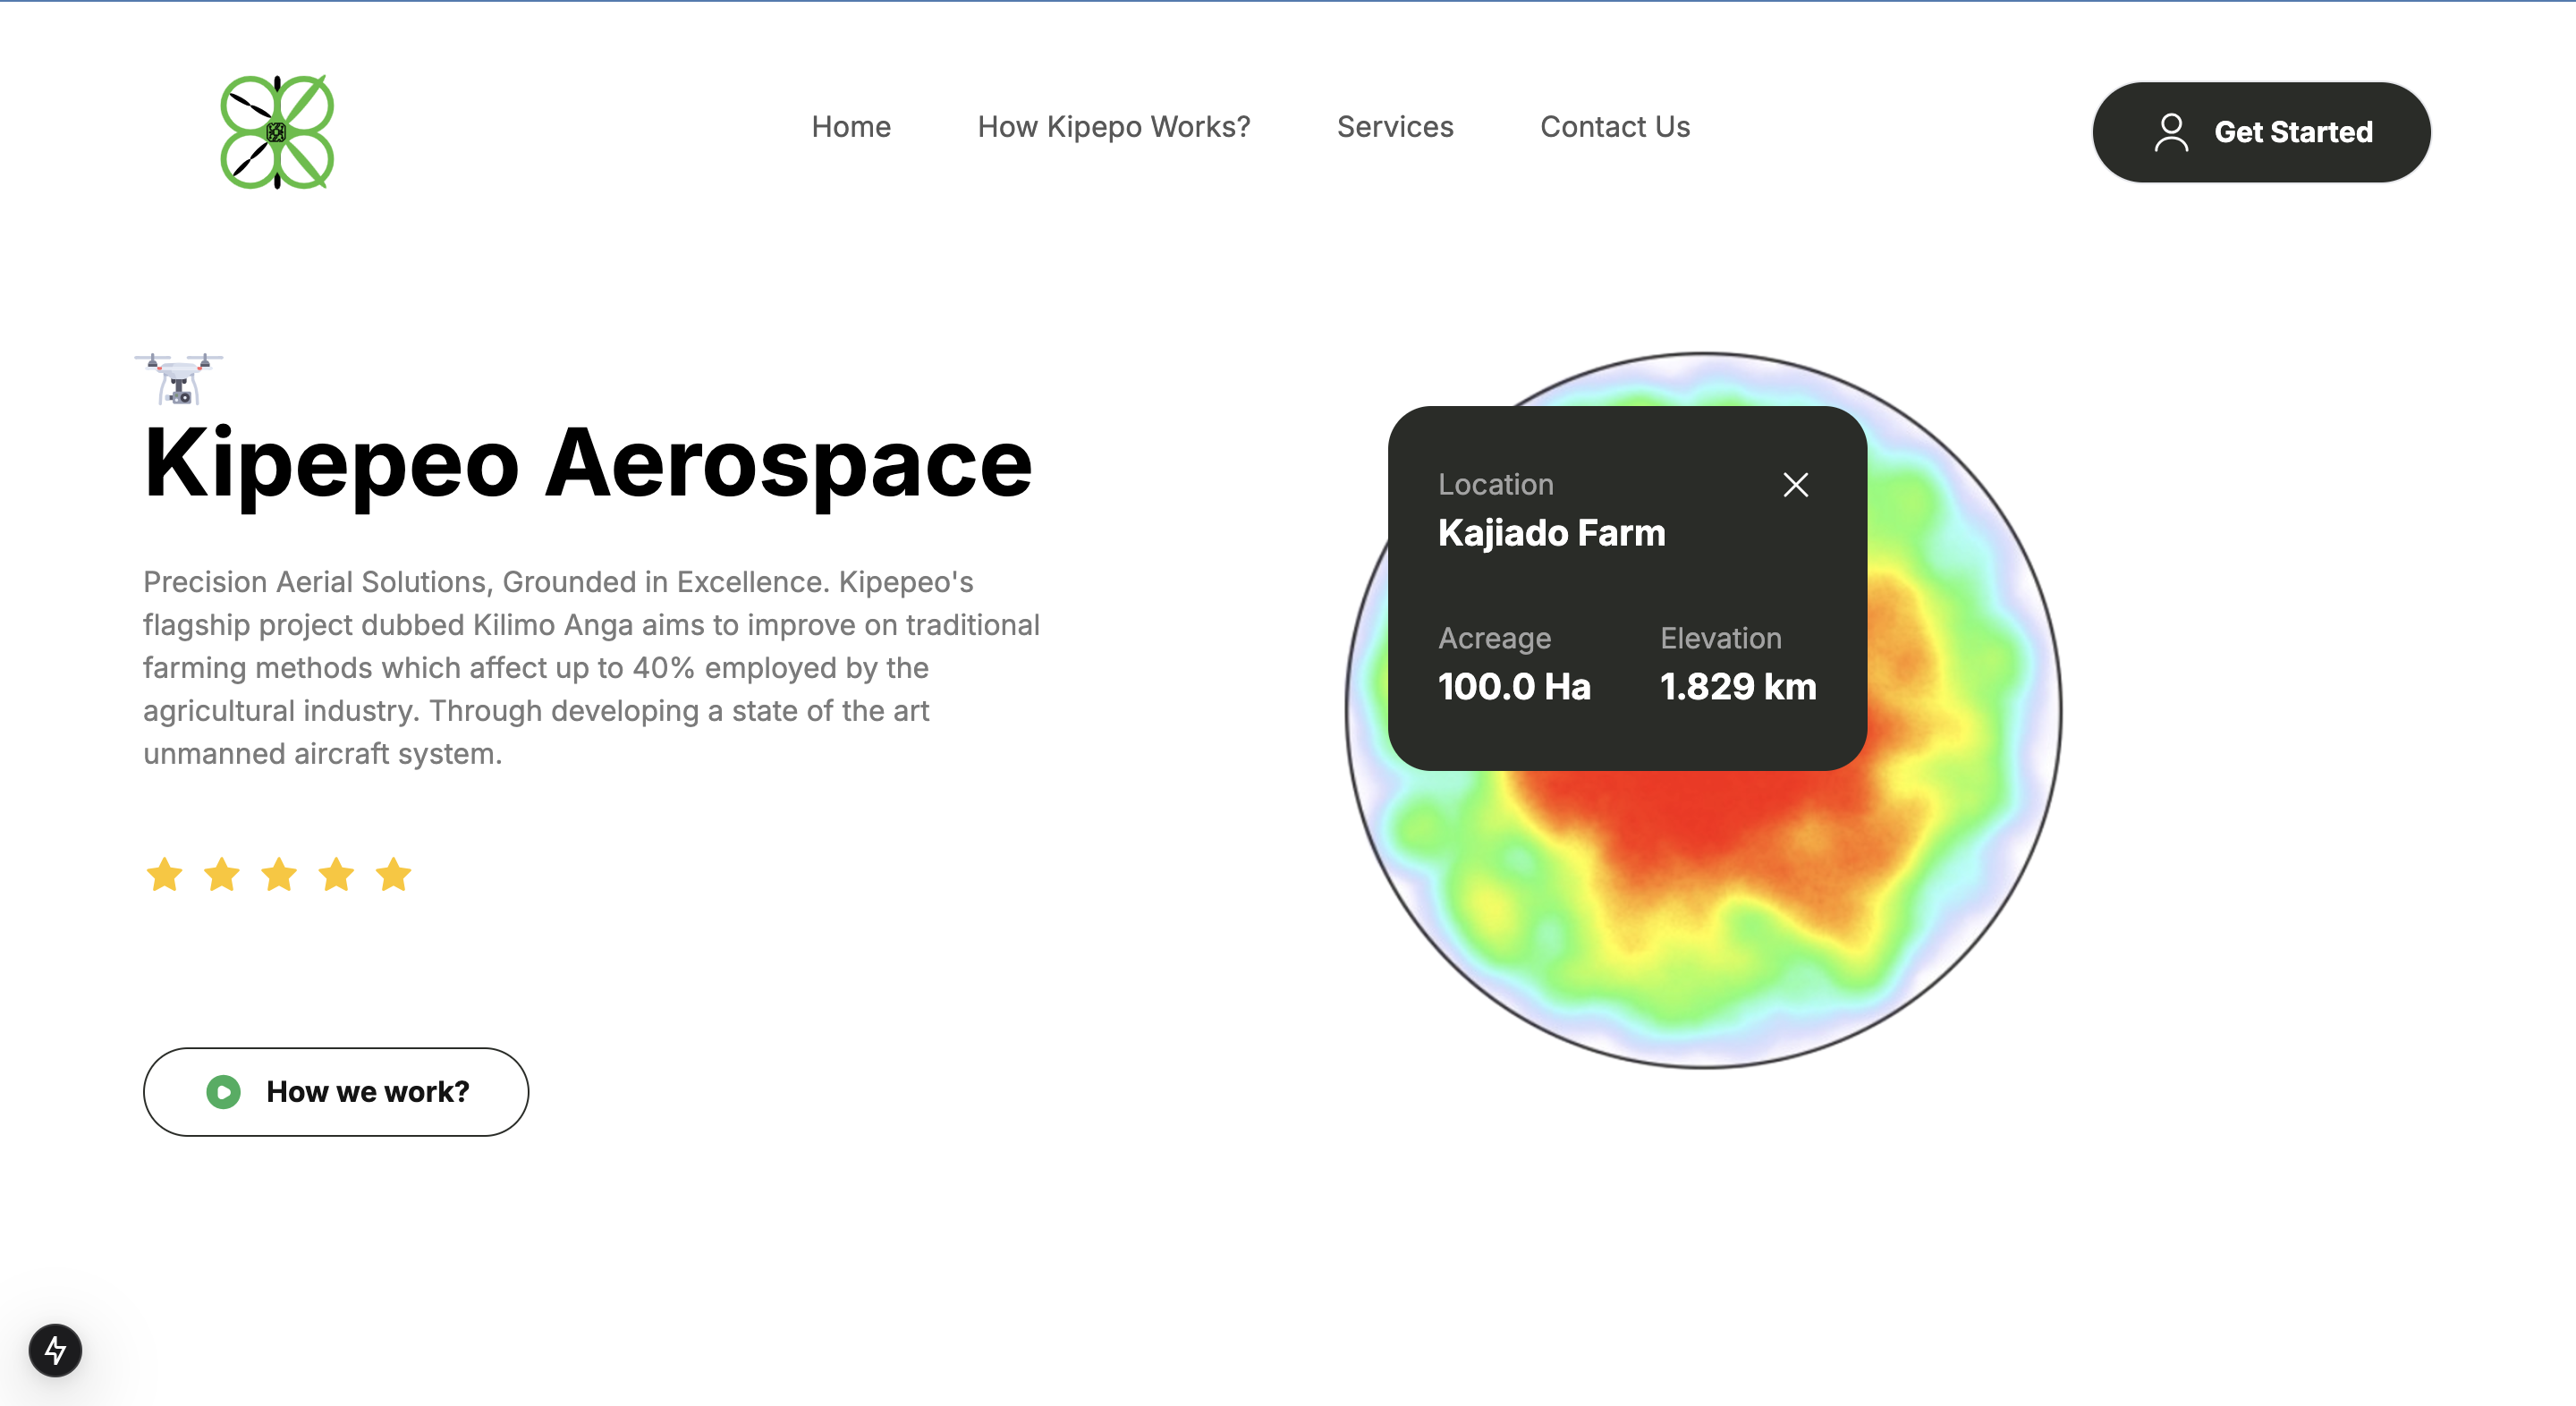 Home
How Kipepo Works?
Services
Contact Us
Get Started
Kipepeo Aerospace
Precision Aerial Solutions, Grounded in Excellence. Kipepeo's
flagship project dubbed Kilimo Anga aims to improve on traditional
farming methods which affect up to 40% employed by the
agricultural industry. Through developing a state of the art
unmanned aircraft system.
How we work?
Location
Kajiado Farm
Acreage
100.0 Ha
Elevation
1.829 km